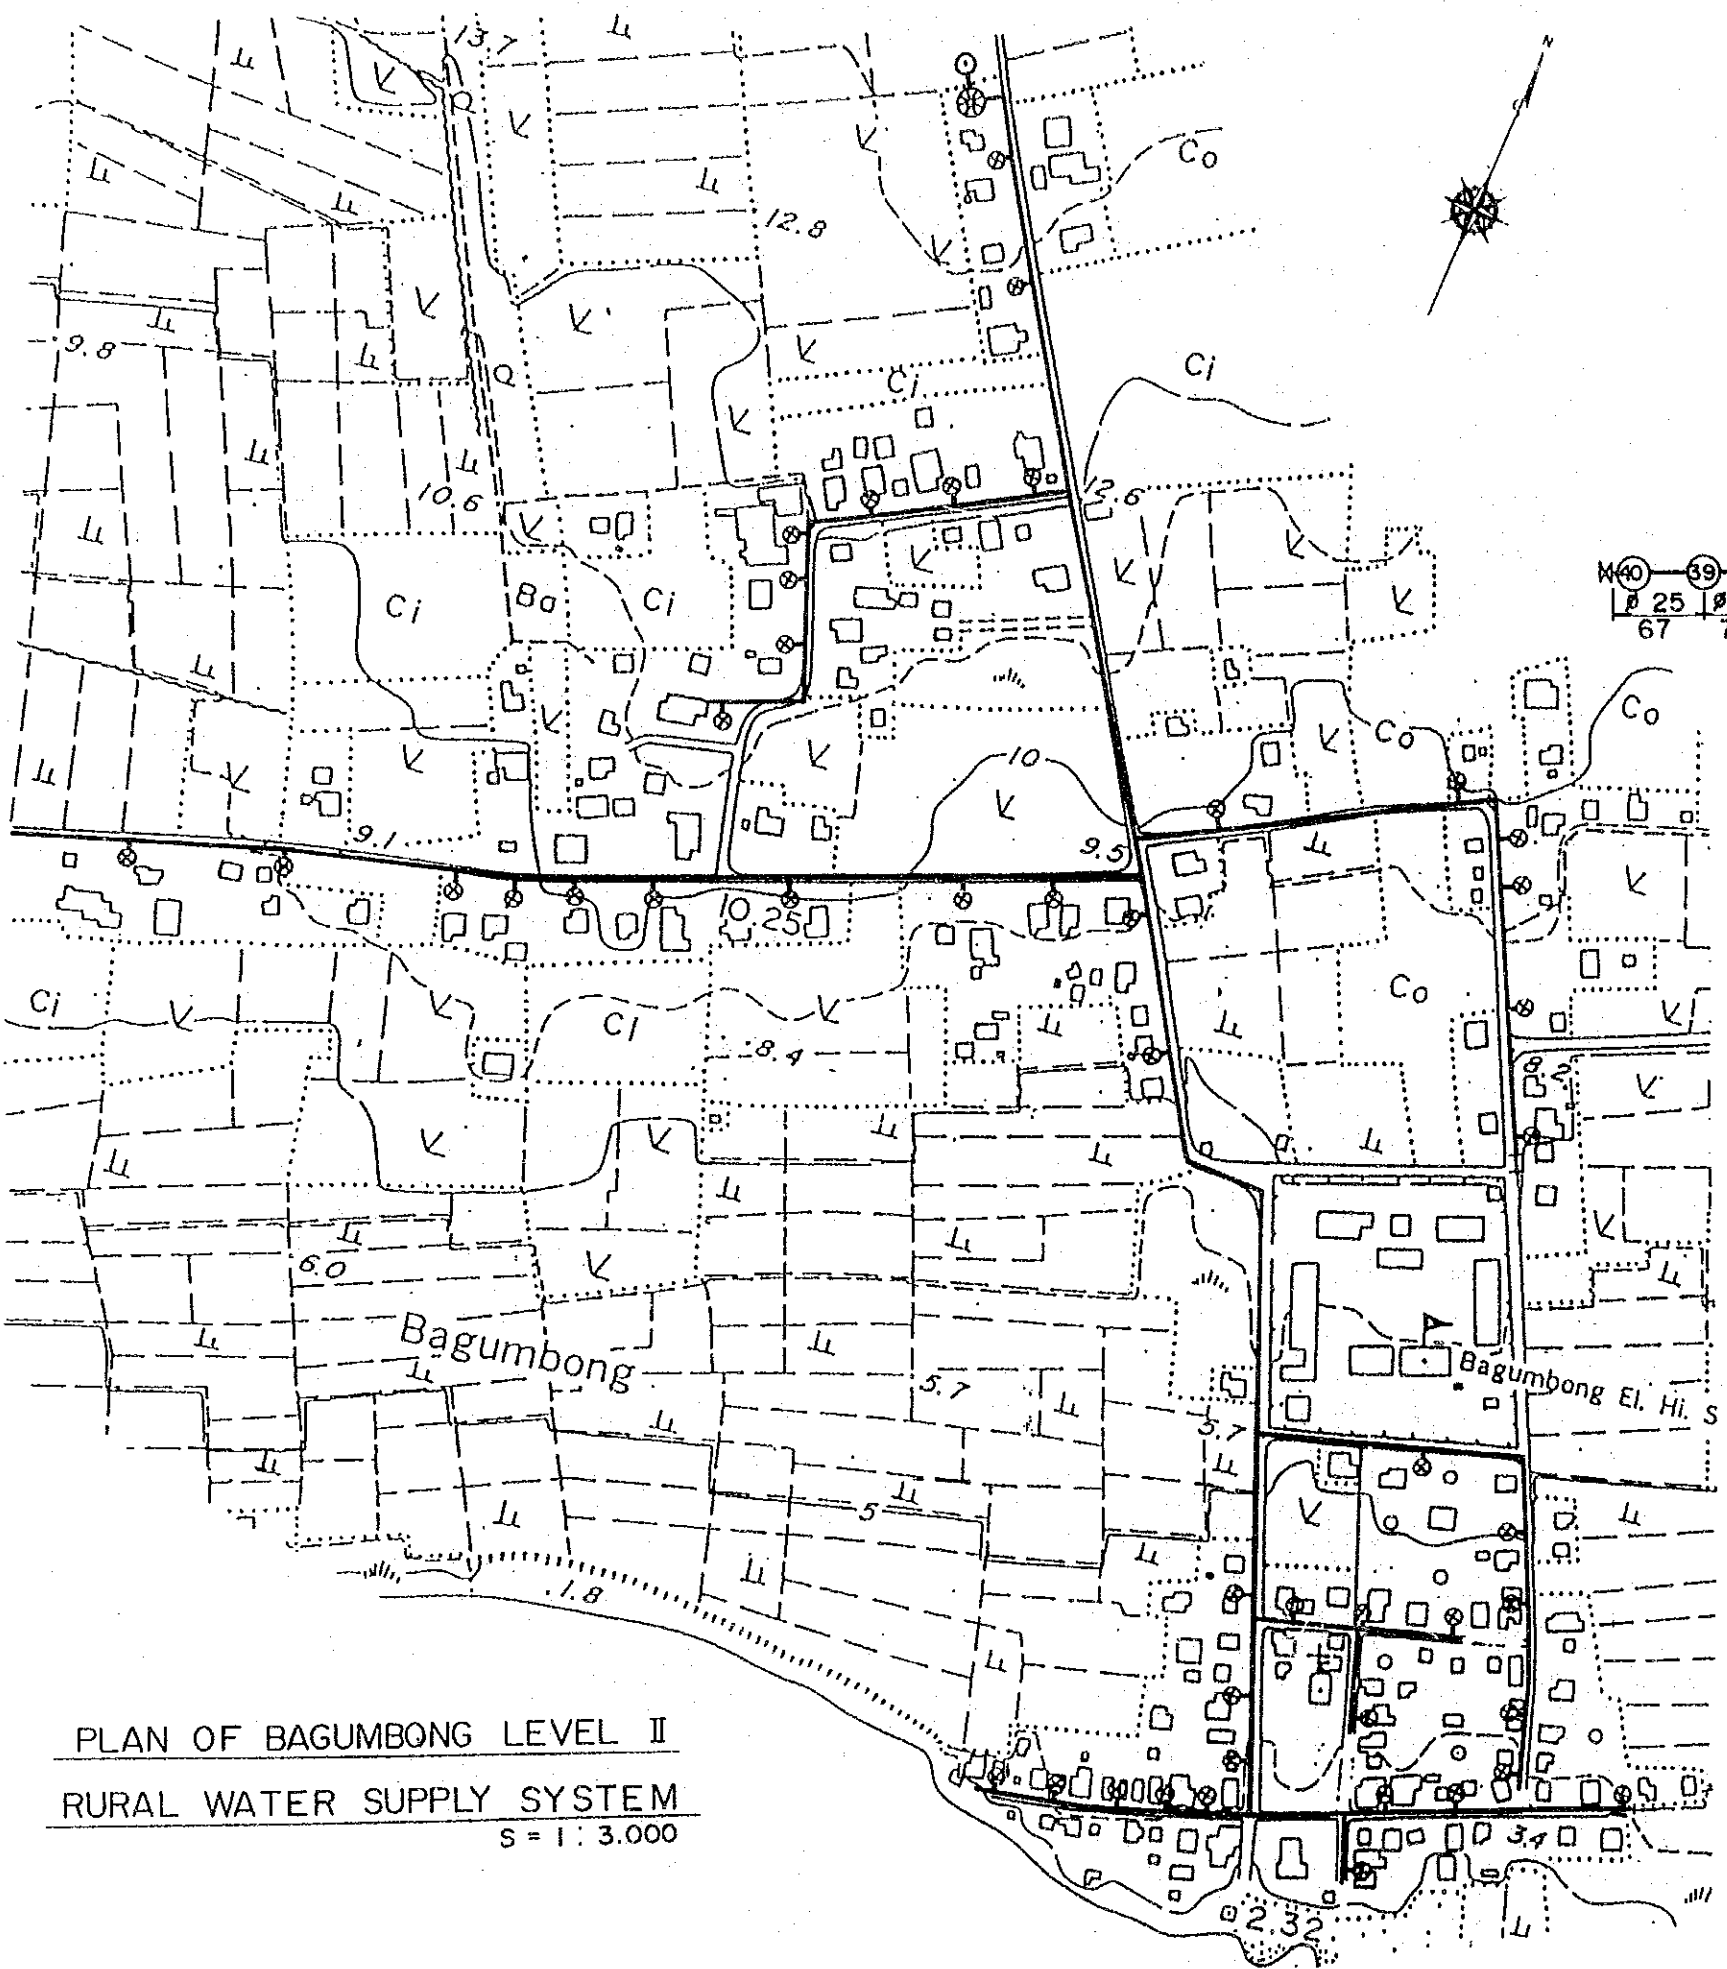 N
13.7
Co
12.8
9.8
Ci
Ci
10.6
12.6
Ci
Ba
Ci
40 39
ø 25 ø
67
Co
Co
10
9.1
9.5
10.25
Ci
Ci
Co
8.4
8.2
6.0
Bagumbong
5.7
Bagumbong El. Hi. S
5.7
5
1.8
PLAN OF BAGUMBONG LEVEL II
RURAL WATER SUPPLY SYSTEM
S = 1 : 3.000
3.4
2.32